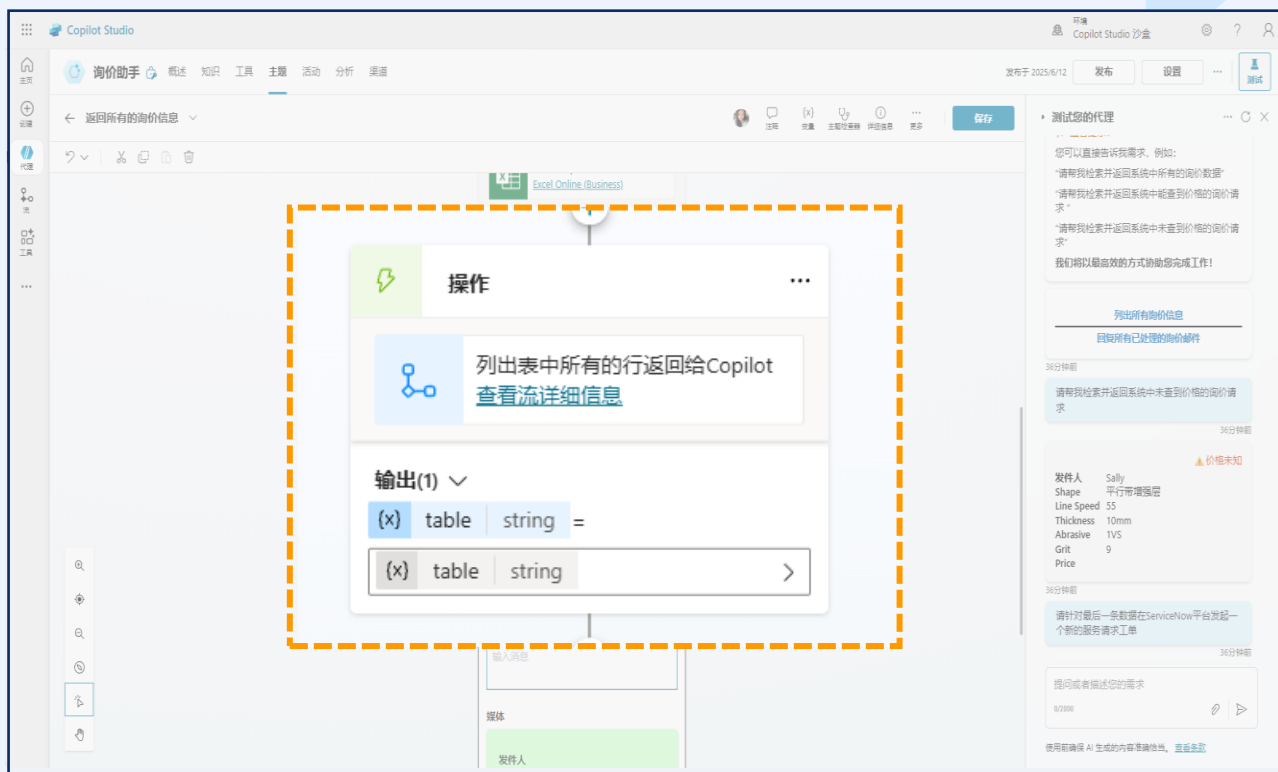 Copilot Studio
环境
Copilot Studio 沙盒
主页
创建
代理
流
工具
询价助手
概述 知识 工具 主题 活动 分析 渠道
发布于 2025/6/12
发布
设置
测试
返回所有的询价信息
注释
变量
主题检查器
详细信息
更多
保存
Excel Online (Business)
操作
列出表中所有的行返回给Copilot
查看流详细信息
输出(1)
{x} table string =
{x} table string
输入消息
媒体
发件人
测试您的代理
您可以直接告诉我需求，例如:
"请帮我检索并返回系统中所有的询价数据"
"请帮我检索并返回系统中能查到价格的询价请
求 "
"请帮我检索并返回系统中未查到价格的询价请
求"
我们将以最高效的方式协助您完成工作！
列出所有询价信息
回复所有已处理的询价邮件
36分钟前
请帮我检索并返回系统中未查到价格的询价请
求
36分钟前
价格未知
发件人 Sally
Shape 平行带增强层
Line Speed 55
Thickness 10mm
Abrasive 1VS
Grit 9
Price
36分钟前
请针对最后一条数据在ServiceNow平台发起一
个新的服务请求工单
36分钟前
提问或者描述您的需求
0/2000
使用前确保 AI 生成的内容准确恰当。 查看条款